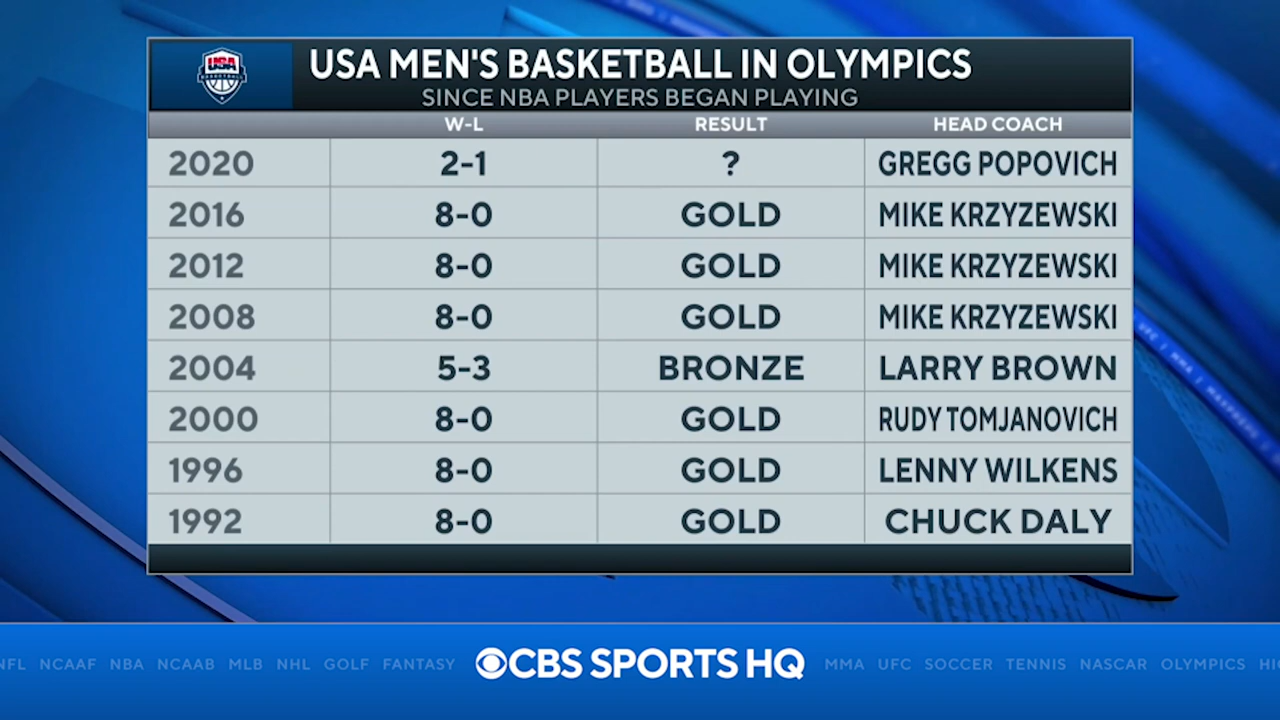 USA
BASKETBALL
USA MEN'S BASKETBALL IN OLYMPICS
SINCE NBA PLAYERS BEGAN PLAYING
W-L RESULT HEAD COACH
2020 2-1 ? GREGG POPOVICH
2016 8-0 GOLD MIKE KRZYZEWSKI
2012 8-0 GOLD MIKE KRZYZEWSKI
2008 8-0 GOLD MIKE KRZYZEWSKI
2004 5-3 BRONZE LARRY BROWN
2000 8-0 GOLD RUDY TOMJANOVICH
1996 8-0 GOLD LENNY WILKENS
1992 8-0 GOLD CHUCK DALY
UFC / MMA /
NFL NCAAF NBA NCAAB MLB NHL GOLF FANTASY CBS SPORTS HQ MMA UFC SOCCER TENNIS NASCAR OLYMPICS HI